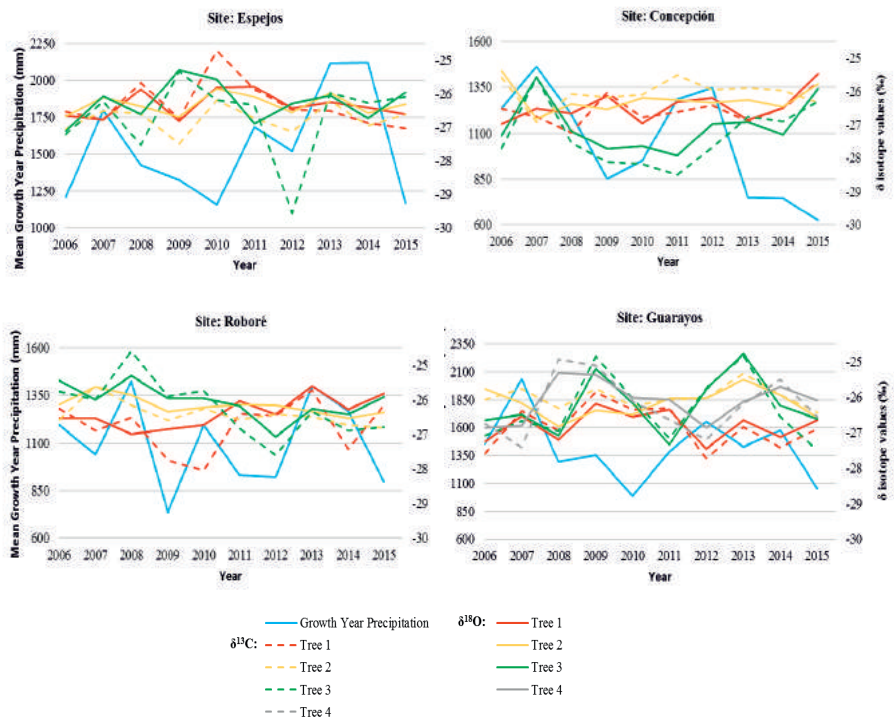 Site: Espejos
Mean Growth Year Precipitation (mm)
2250
2000
1750
1500
1250
1000
-25
-26
-27
-28
-29
-30
2006 2007 2008 2009 2010 2011 2012 2013 2014 2015
Year
Site: Concepción
1600
1350
1100
850
600
-25
-26
-27
-28
-29
-30
δ isotope values (‰)
2006 2007 2008 2009 2010 2011 2012 2013 2014 2015
Year
Site: Roboré
Mean Growth Year Precipitation (mm)
1600
1350
1100
850
600
-25
-26
-27
-28
-29
-30
2006 2007 2008 2009 2010 2011 2012 2013 2014 2015
Year
Site: Guarayos
2350
2100
1850
1600
1350
1100
850
600
-25
-26
-27
-28
-29
-30
δ isotope values (‰)
2006 2007 2008 2009 2010 2011 2012 2013 2014 2015
Year
Growth Year Precipitation
δ18O:
Tree 1
δ13C:
Tree 1
Tree 2
Tree 2
Tree 3
Tree 3
Tree 4
Tree 4